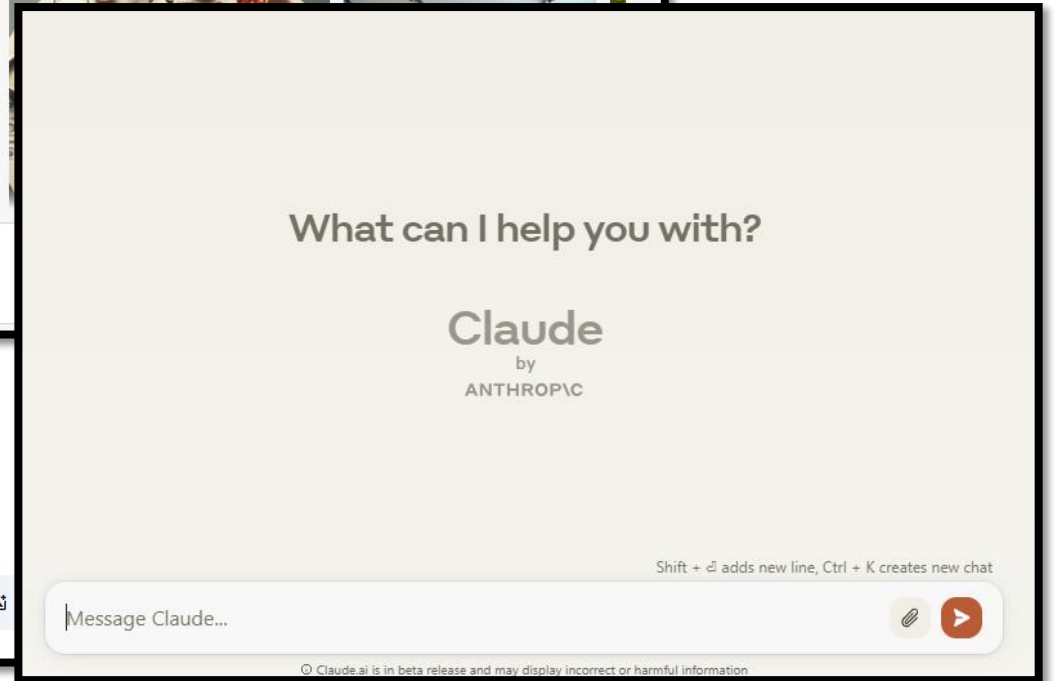 What can I help you with?
Claude
by
ANTHROP\C
Shift + ⏎ adds new line, Ctrl + K creates new chat
Message Claude...
Claude.ai is in beta release and may display incorrect or harmful information